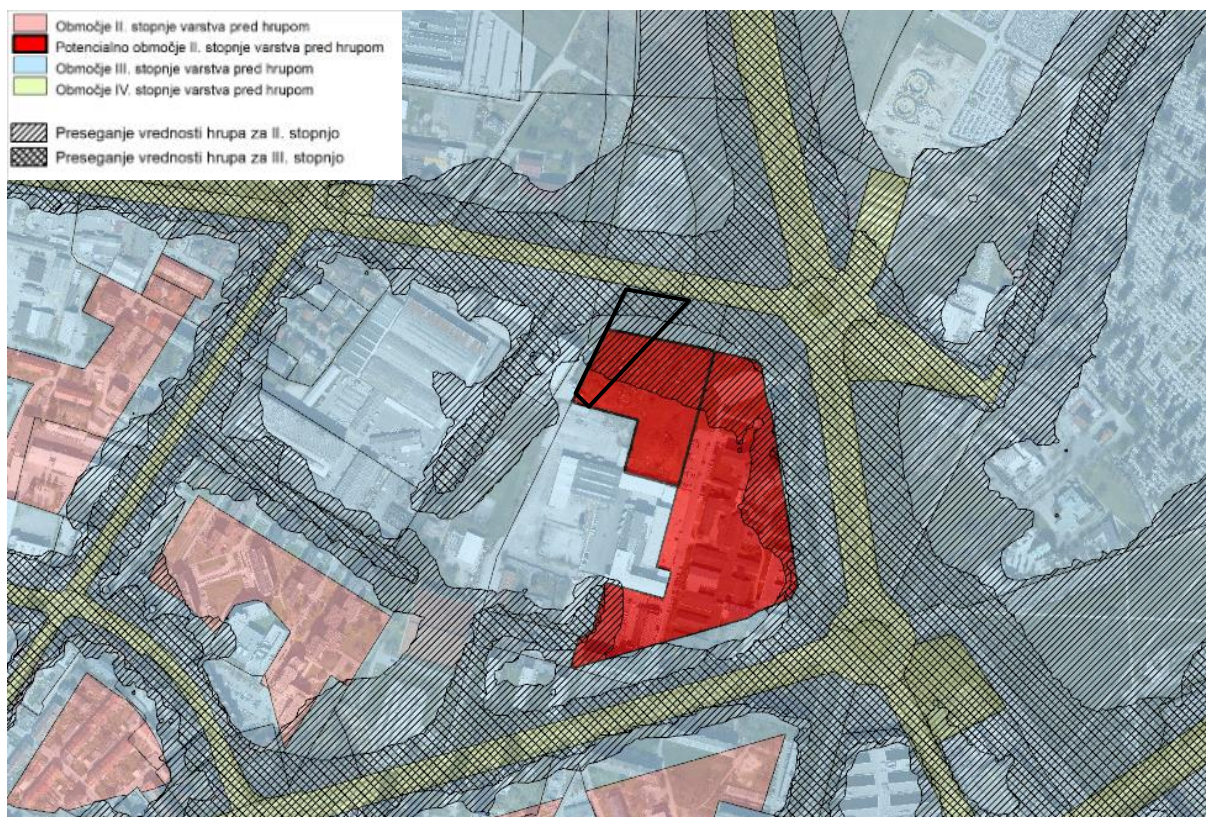 Območje II. stopnje varstva pred hrupom
Potencialno območje II. stopnje varstva pred hrupom
Območje III. stopnje varstva pred hrupom
Območje IV. stopnje varstva pred hrupom
Preseganje vrednosti hrupa za II. stopnjo
Preseganje vrednosti hrupa za III. stopnjo